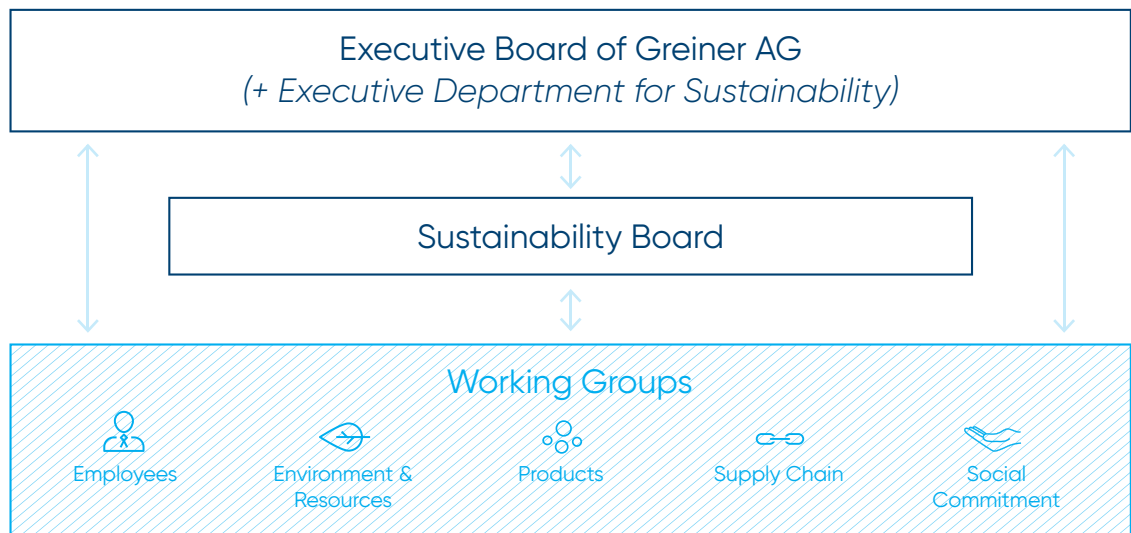 Executive Board of Greiner AG
(+ Executive Department for Sustainability)
Sustainability Board
Working Groups
Employees
Environment &
Resources
Products
Supply Chain
Social
Commitment